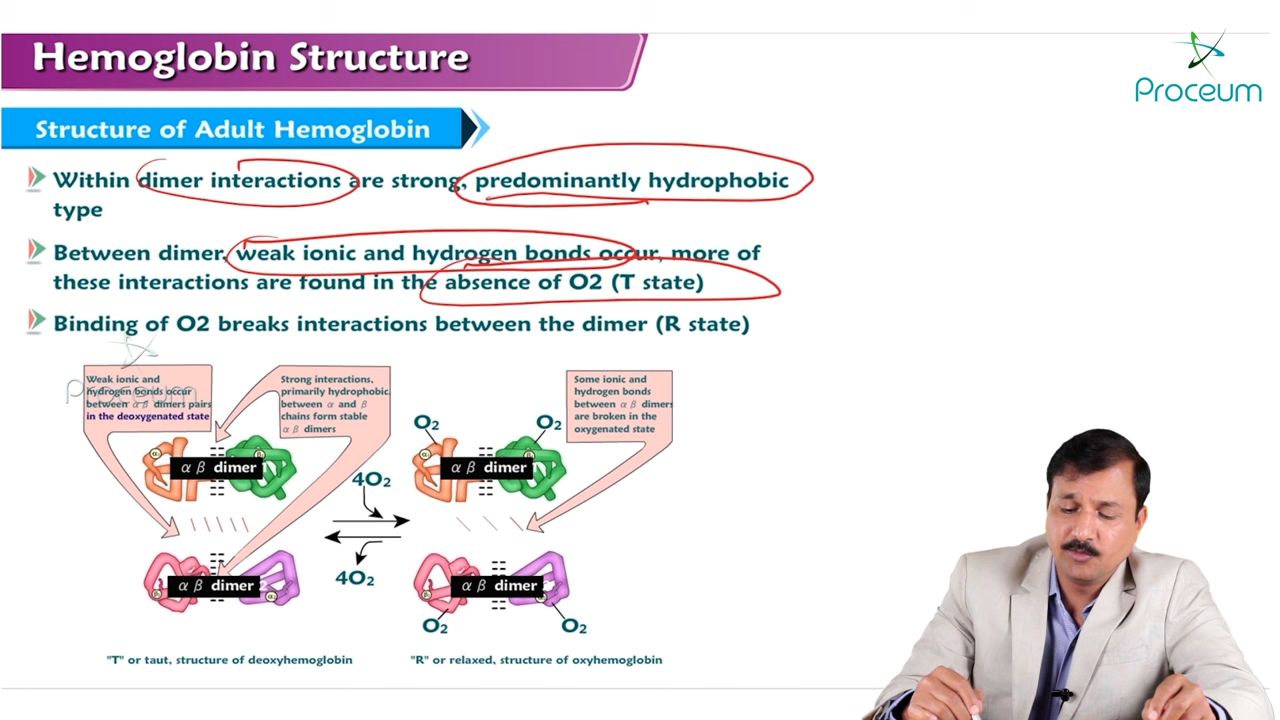 Hemoglobin Structure
Proceum
Structure of Adult Hemoglobin
Within dimer interactions are strong, predominantly hydrophobic
type
Between dimer, weak ionic and hydrogen bonds occur, more of
these interactions are found in the absence of O2 (T state)
Binding of O2 breaks interactions between the dimer (R state)
Proceum
Weak ionic and
hydrogen bonds occur
between α β dimers pairs
in the deoxygenated state
Strong interactions,
primarily hydrophobic,
between α and β
chains form stable
α β dimers
Some ionic and
hydrogen bonds
between α β dimers
are broken in the
oxygenated state
O2
O2
α β dimer
α β dimer
4O2
4O2
α β dimer
α β dimer
O2
O2
"T" or taut, structure of deoxyhemoglobin
"R" or relaxed, structure of oxyhemoglobin